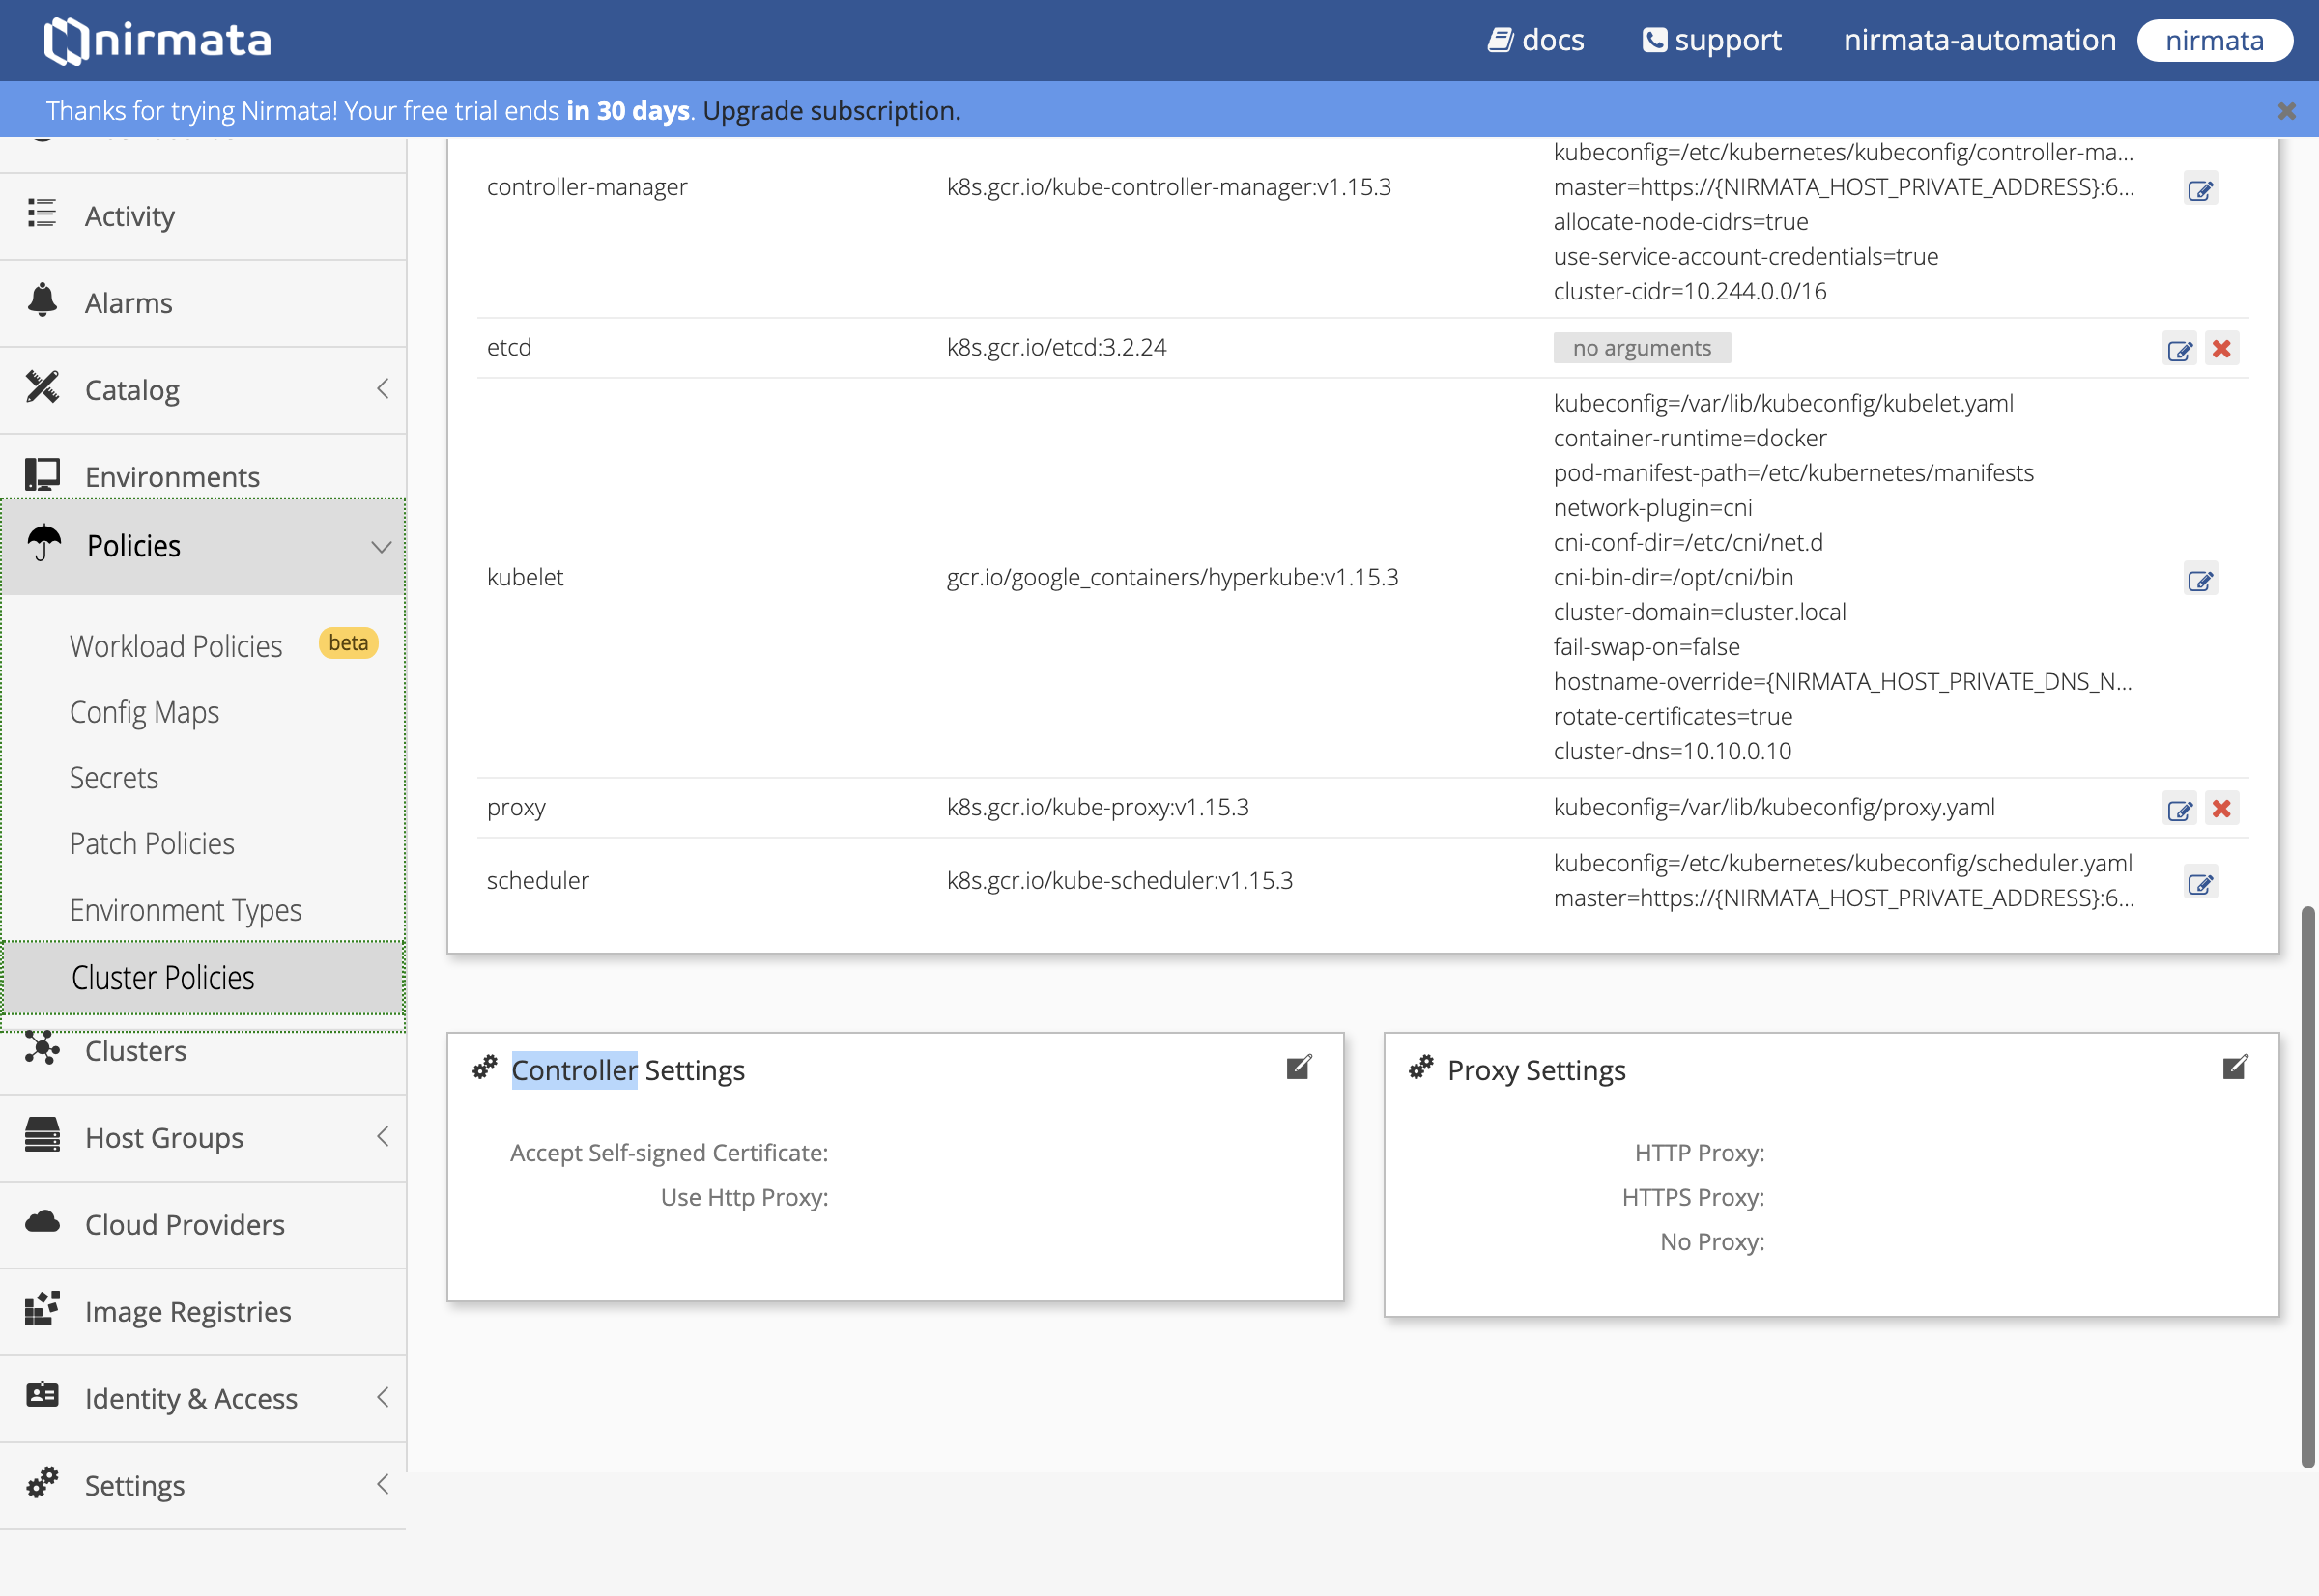 nirmata
docs
support
nirmata-automation
nirmata
Thanks for trying Nirmata! Your free trial ends in 30 days. Upgrade subscription.
Activity
Alarms
Catalog
Environments
Policies
Workload Policies
beta
Config Maps
Secrets
Patch Policies
Environment Types
Cluster Policies
Clusters
Host Groups
Cloud Providers
Image Registries
Identity & Access
Settings
controller-manager
k8s.gcr.io/kube-controller-manager:v1.15.3
kubeconfig=/etc/kubernetes/kubeconfig/controller-ma...
master=https://{NIRMATA_HOST_PRIVATE_ADDRESS}:6...
allocate-node-cidrs=true
use-service-account-credentials=true
cluster-cidr=10.244.0.0/16
etcd
k8s.gcr.io/etcd:3.2.24
no arguments
kubelet
gcr.io/google_containers/hyperkube:v1.15.3
kubeconfig=/var/lib/kubeconfig/kubelet.yaml
container-runtime=docker
pod-manifest-path=/etc/kubernetes/manifests
network-plugin=cni
cni-conf-dir=/etc/cni/net.d
cni-bin-dir=/opt/cni/bin
cluster-domain=cluster.local
fail-swap-on=false
hostname-override={NIRMATA_HOST_PRIVATE_DNS_N...
rotate-certificates=true
cluster-dns=10.10.0.10
proxy
k8s.gcr.io/kube-proxy:v1.15.3
kubeconfig=/var/lib/kubeconfig/proxy.yaml
scheduler
k8s.gcr.io/kube-scheduler:v1.15.3
kubeconfig=/etc/kubernetes/kubeconfig/scheduler.yaml
master=https://{NIRMATA_HOST_PRIVATE_ADDRESS}:6...
Controller Settings
Accept Self-signed Certificate:
Use Http Proxy:
Proxy Settings
HTTP Proxy:
HTTPS Proxy:
No Proxy: